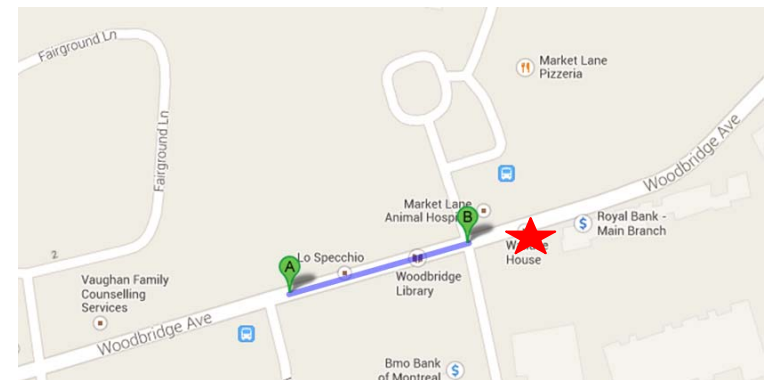 Fairground Ln
Market Lane
Pizzeria
Fairground Ln
Woodbridge Ave
Market Lane
Animal
B
Royal Bank -
Main Branch
2
House
Lo Specchio
A
Woodbridge
Library
Vaughan Family
Counselling
Services
Woodbridge Ave
Bmo Bank
of Montreal